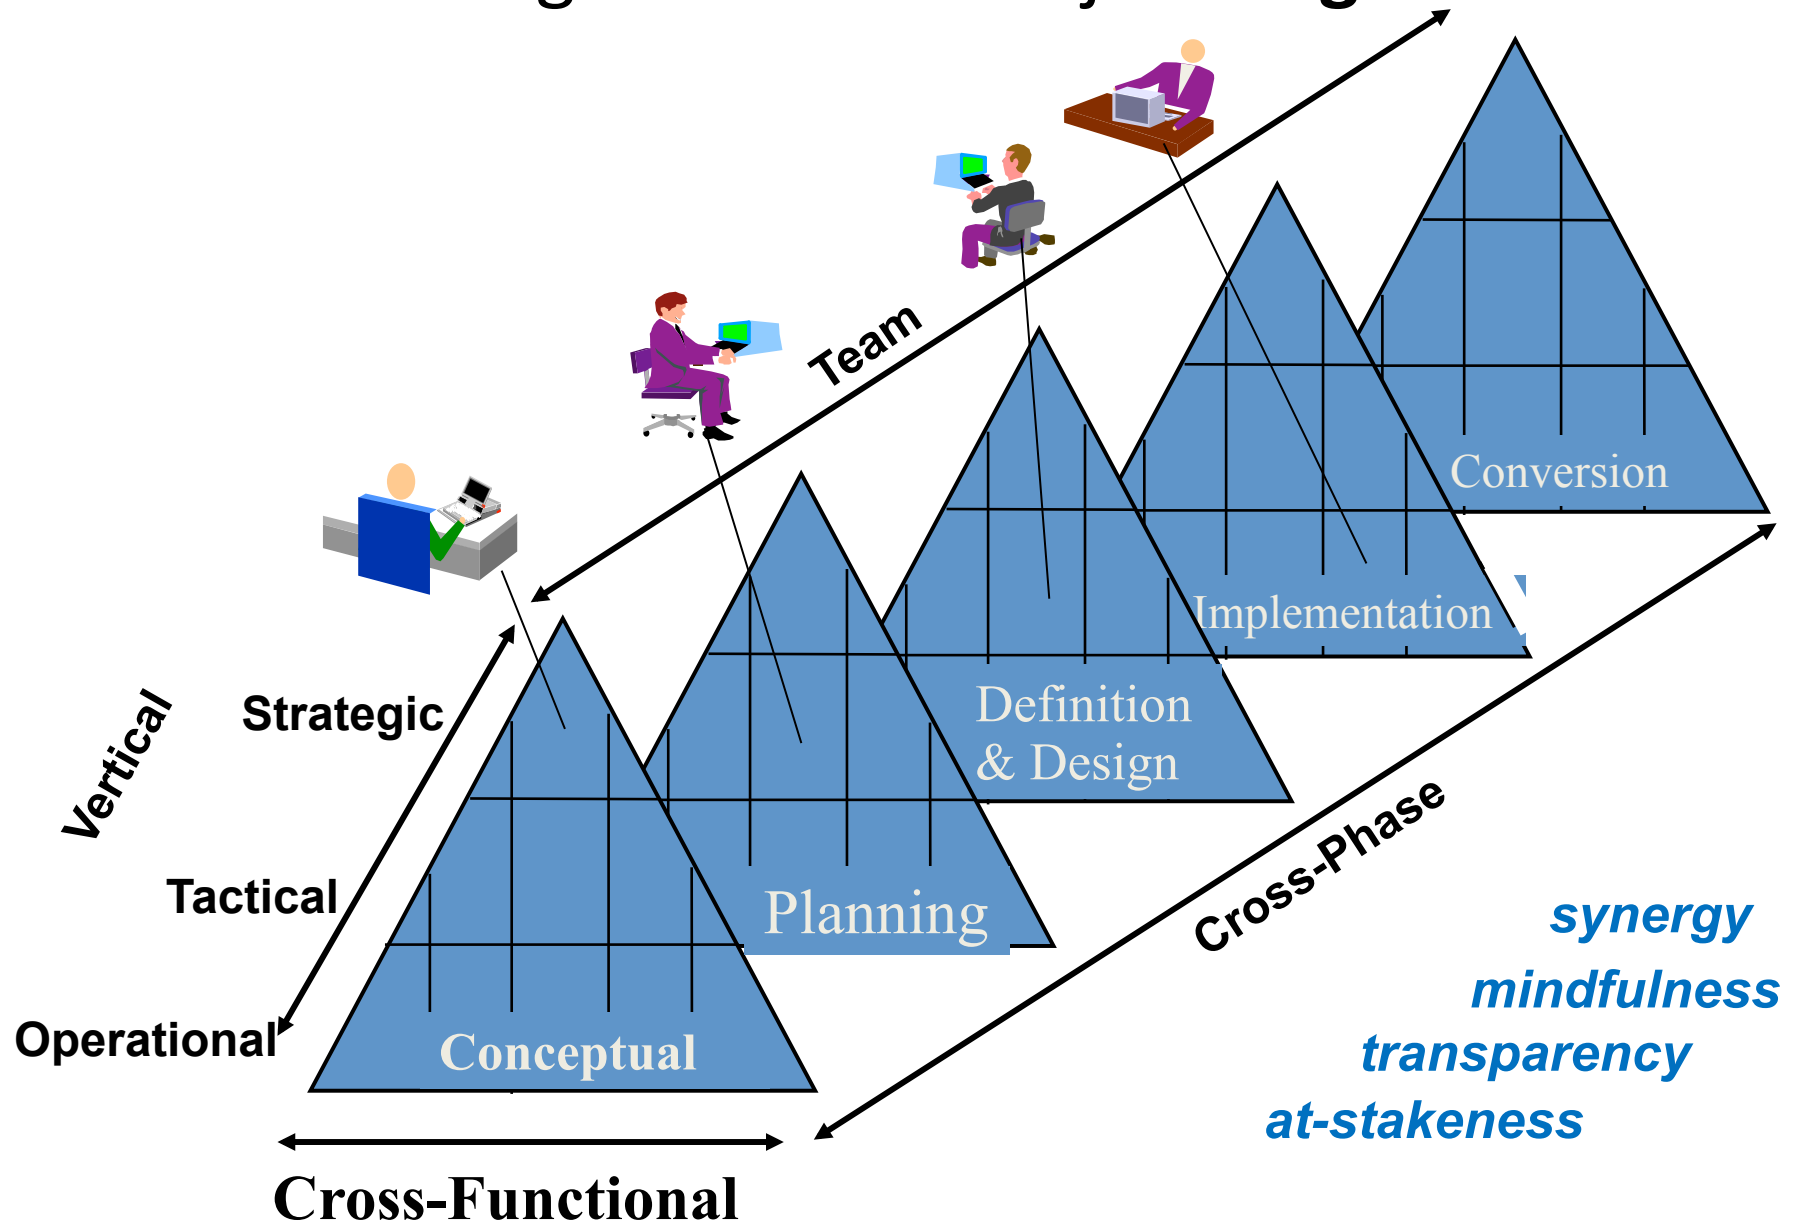 Team
Conversion
Implementation
Strategic
Vertical
Definition
& Design
Cross-Phase
Tactical
Planning
synergy
mindfulness
Operational
Conceptual
transparency
at-stakeness
Cross-Functional